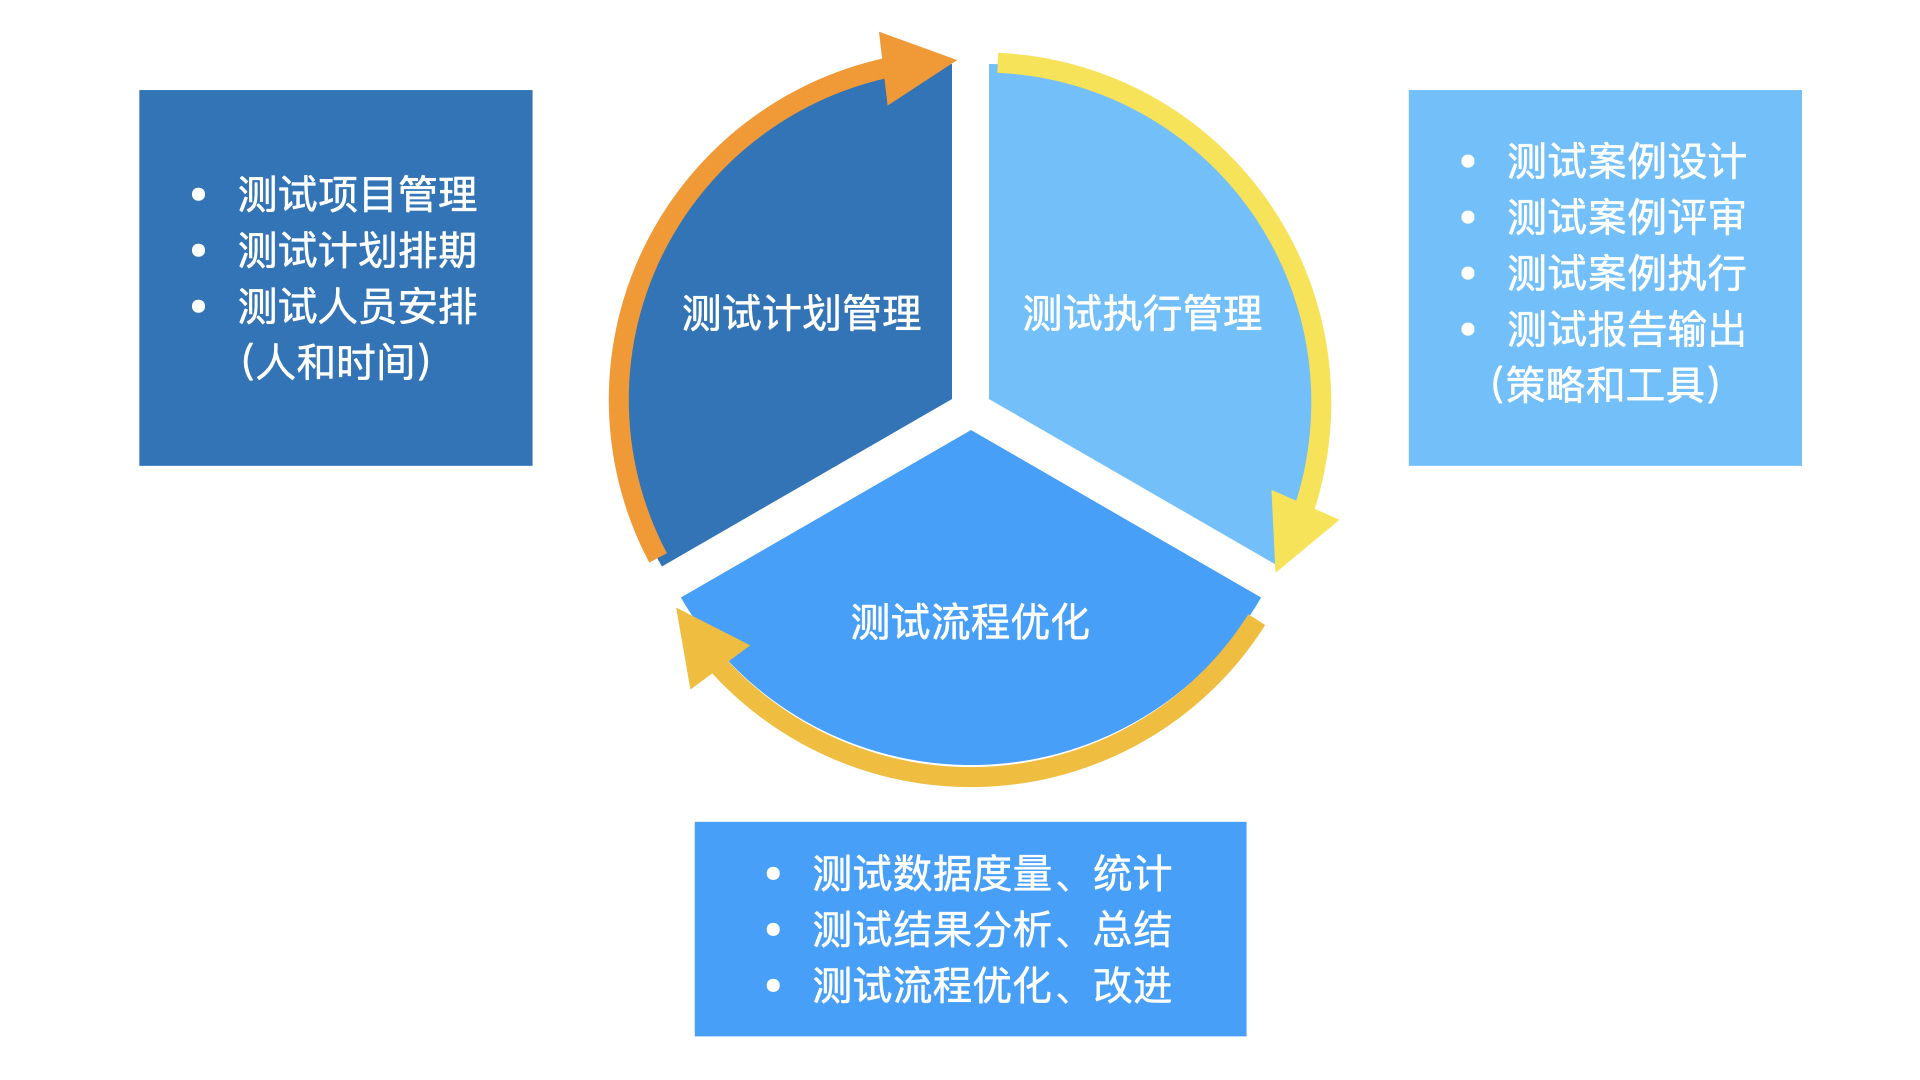 • 测试项目管理
• 测试计划排期
• 测试人员安排
(人和时间)
测试计划管理
测试执行管理
• 测试案例设计
• 测试案例评审
• 测试案例执行
• 测试报告输出
(策略和工具)
测试流程优化
• 测试数据度量、统计
• 测试结果分析、总结
• 测试流程优化、改进